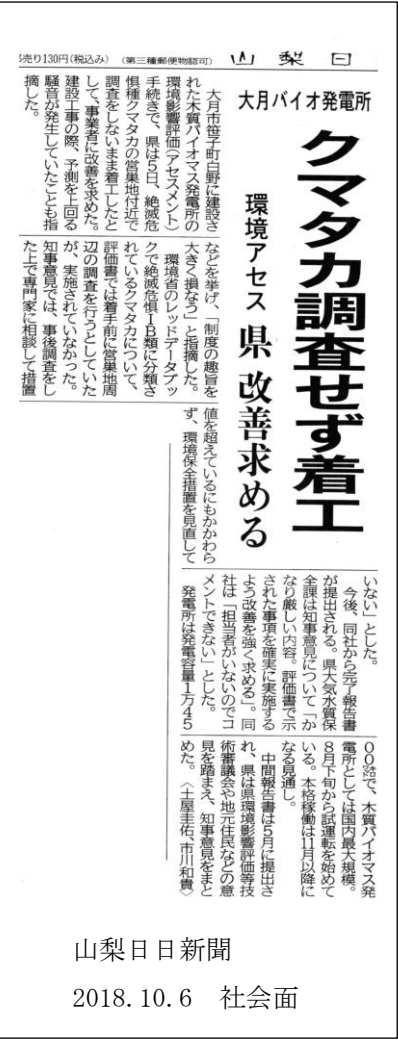 ô売り130円(税込み) (第三種郵便物認可) 山 梨 日
大月バイオ発電所
クマタカ調査せず着工
環境アセス 県 改善求める
大月市笹子町白野に建設さ
れた木質バイオマス発電所の
環境影響評価(アセスメント)
手続きで、県は5日、絶滅危
惧種クマタカの営巣地付近で
調査をしないまま着工したと
して、事業者に改善を求めた。
建設工事の際、予測を上回る
騒音が発生していたことも指
摘した。
環境省のレッドデータブッ
クで絶滅危惧ⅠB類に分類さ
れているクマタカについて、
評価書では着手前に営巣地周
辺の調査を行うとしていた
が、実施されていなかった。
知事意見では、事後調査をし
た上で専門家に相談して措置
などを挙げ、「制度の趣旨を
大きく損なう」と指摘した。
値を超えているにもかかわら
ず、環境保全措置を見直して
いない」とした。
今後、同社から完了報告書
が提出される。県大気水質保
全課は知事意見について「か
なり厳しい内容。評価書で示
された事項を確実に実施する
よう改善を強く求める」。同
社は「担当者がいないのでコ
メントできない」とした。
発電所は発電容量1万45
00㌔㍗で、木質バイオマス発
電所としては国内最大規模。
8月下旬から試運転を始めて
いる。本格稼働は11月以降に
なる見通し。
中間報告書は5月に提出さ
れ、県は県環境影響評価等技
術審議会や地元住民などの意
見を踏まえ、知事意見をまと
めた。 〈土屋圭佑、市川和貴〉
山梨日日新聞
2018.10.6 社会面